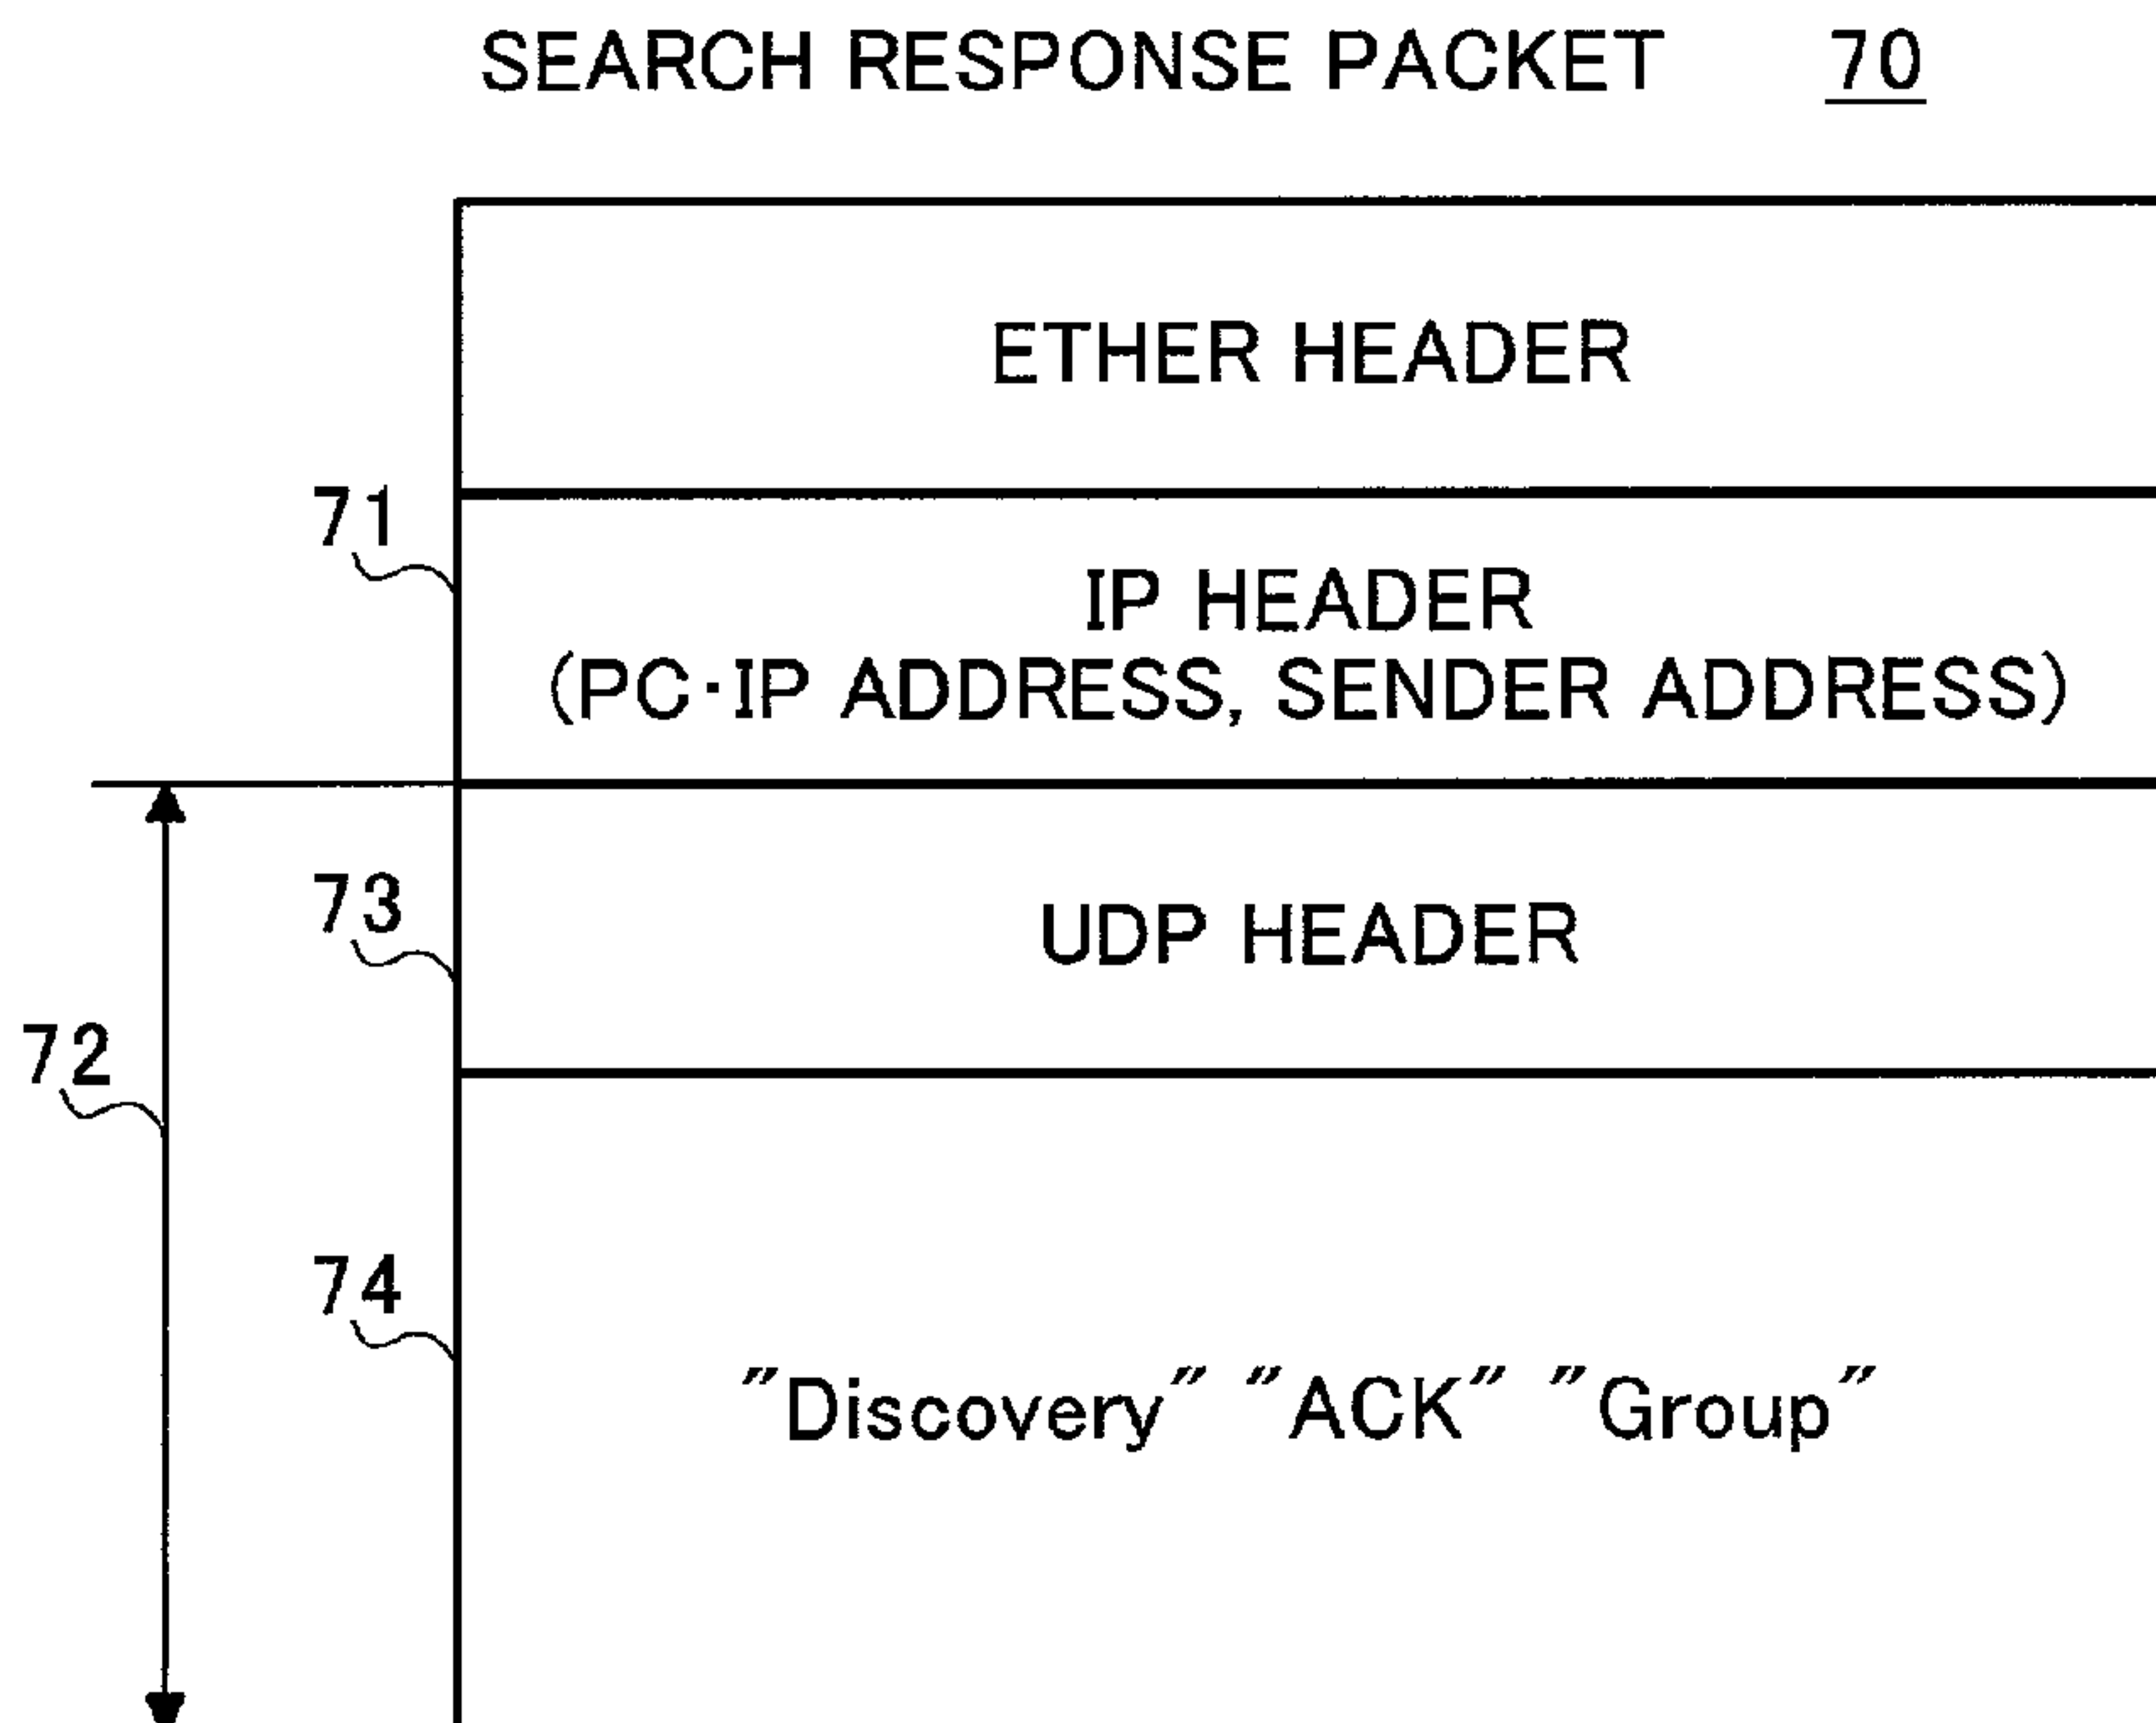 SEARCH RESPONSE PACKET 70
ETHER HEADER
71
IP HEADER
(PC·IP ADDRESS, SENDER ADDRESS)
73
UDP HEADER
72
74
"Discovery" "ACK" "Group"